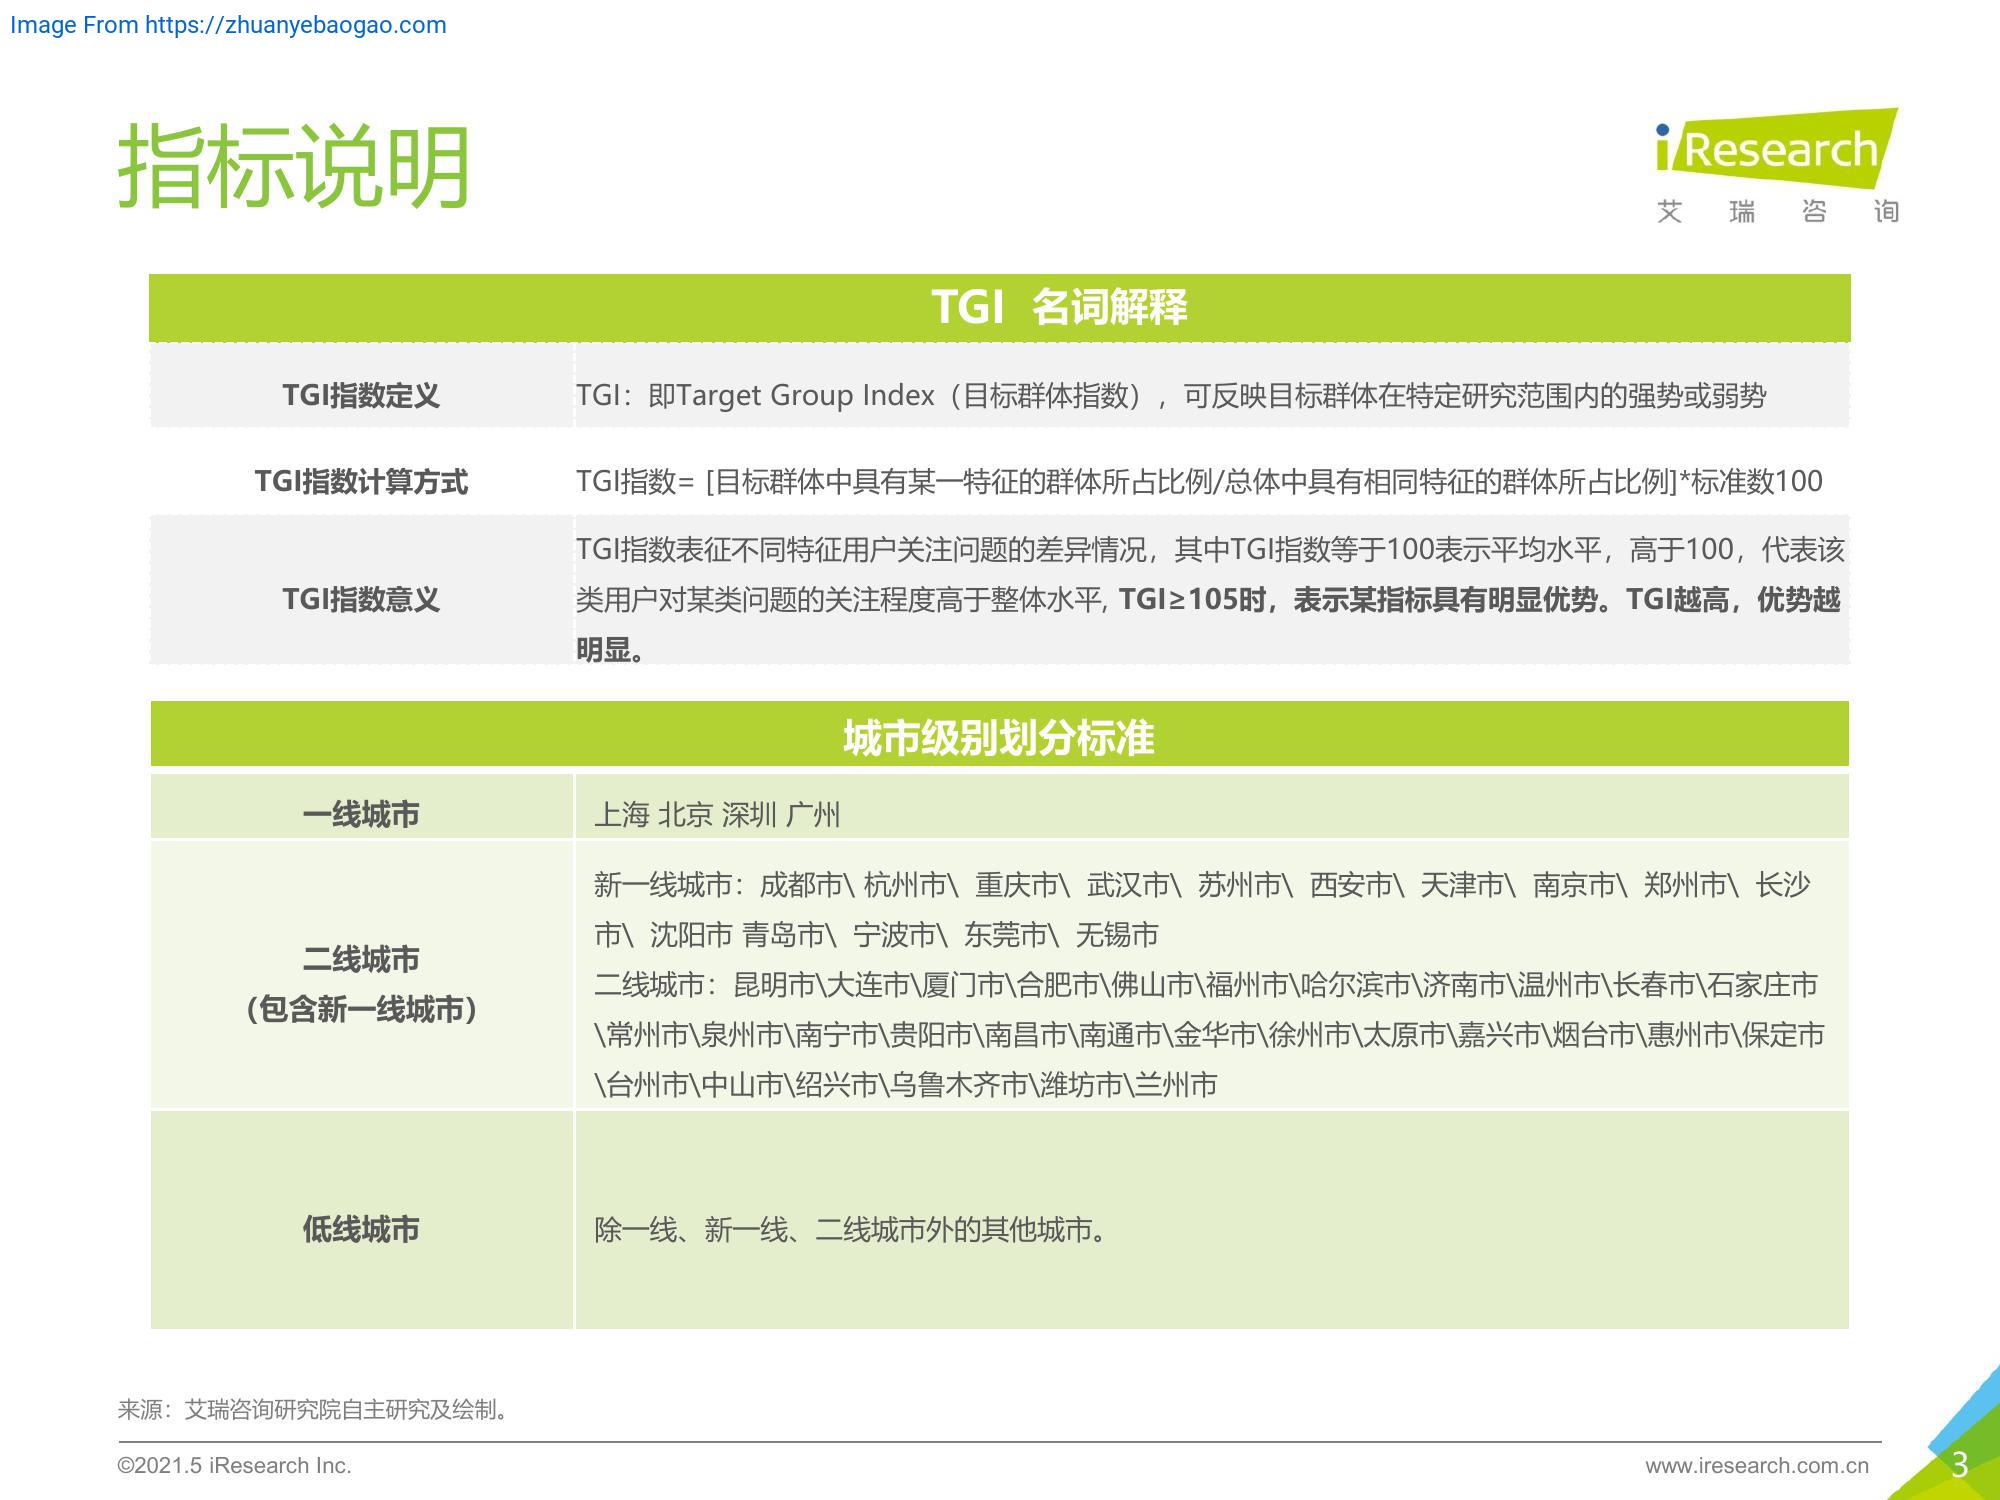 Image From https://zhuanyebaogao.com
指标说明
iResearch
艾 瑞 咨 询
TGI 名词解释
TGI指数定义
TGI：即Target Group Index（目标群体指数），可反映目标群体在特定研究范围内的强势或弱势
TGI指数计算方式
TGI指数= [目标群体中具有某一特征的群体所占比例/总体中具有相同特征的群体所占比例]*标准数100
TGI指数意义
TGI指数表征不同特征用户关注问题的差异情况，其中TGI指数等于100表示平均水平，高于100，代表该
类用户对某类问题的关注程度高于整体水平, TGI≥105时，表示某指标具有明显优势。TGI越高，优势越
明显。
城市级别划分标准
一线城市
上海 北京 深圳 广州
二线城市
（包含新一线城市）
新一线城市：成都市\ 杭州市\ 重庆市\ 武汉市\ 苏州市\ 西安市\ 天津市\ 南京市\ 郑州市\ 长沙
市\ 沈阳市 青岛市\ 宁波市\ 东莞市\ 无锡市
二线城市：昆明市\大连市\厦门市\合肥市\佛山市\福州市\哈尔滨市\济南市\温州市\长春市\石家庄市
\常州市\泉州市\南宁市\贵阳市\南昌市\南通市\金华市\徐州市\太原市\嘉兴市\烟台市\惠州市\保定市
\台州市\中山市\绍兴市\乌鲁木齐市\潍坊市\兰州市
低线城市
除一线、新一线、二线城市外的其他城市。
来源：艾瑞咨询研究院自主研究及绘制。
©2021.5 iResearch Inc.
www.iresearch.com.cn
3